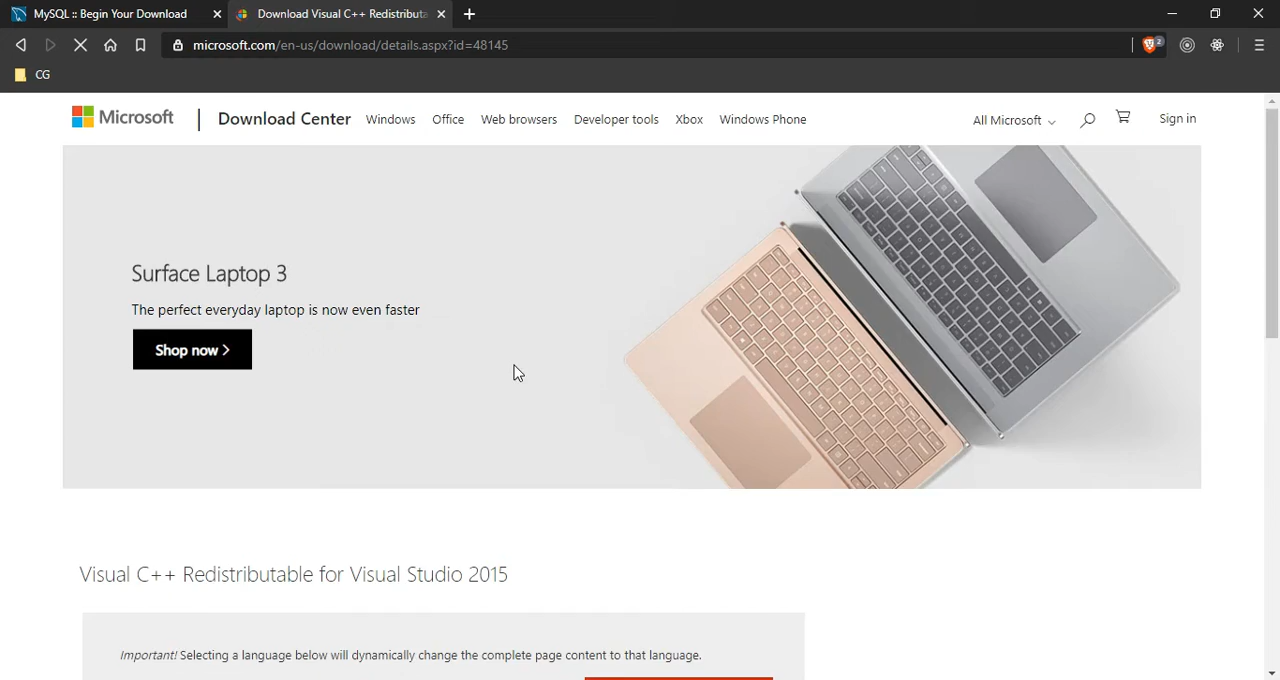 MySQL :: Begin Your Download
Download Visual C++ Redistributa
microsoft.com/en-us/download/details.aspx?id=48145
2
CG
Microsoft
Download Center Windows Office Web browsers Developer tools Xbox Windows Phone
All Microsoft
Sign in
Surface Laptop 3
The perfect everyday laptop is now even faster
Shop now
Visual C++ Redistributable for Visual Studio 2015
Important! Selecting a language below will dynamically change the complete page content to that language.